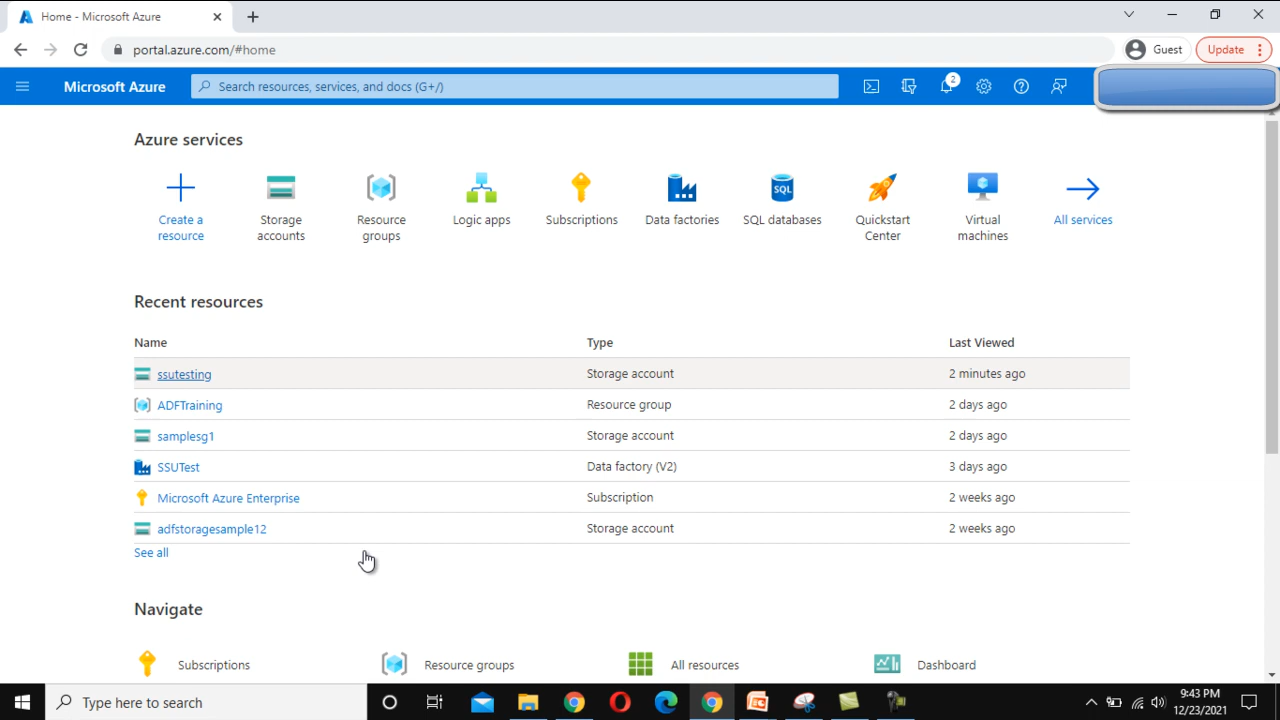 Home - Microsoft Azure
portal.azure.com/#home
Guest
Update
Microsoft Azure
Search resources, services, and docs (G+/)
2
Azure services
Create a resource
Storage accounts
Resource groups
Logic apps
Subscriptions
Data factories
SQL
SQL databases
Quickstart Center
Virtual machines
All services
Recent resources
Name Type Last Viewed
ssutesting Storage account 2 minutes ago
ADFTraining Resource group 2 days ago
samplesg1 Storage account 2 days ago
SSUTest Data factory (V2) 3 days ago
Microsoft Azure Enterprise Subscription 2 weeks ago
adfstoragesample12 Storage account 2 weeks ago
See all
Navigate
Subscriptions Resource groups All resources Dashboard
Type here to search
9:43 PM
12/23/2021